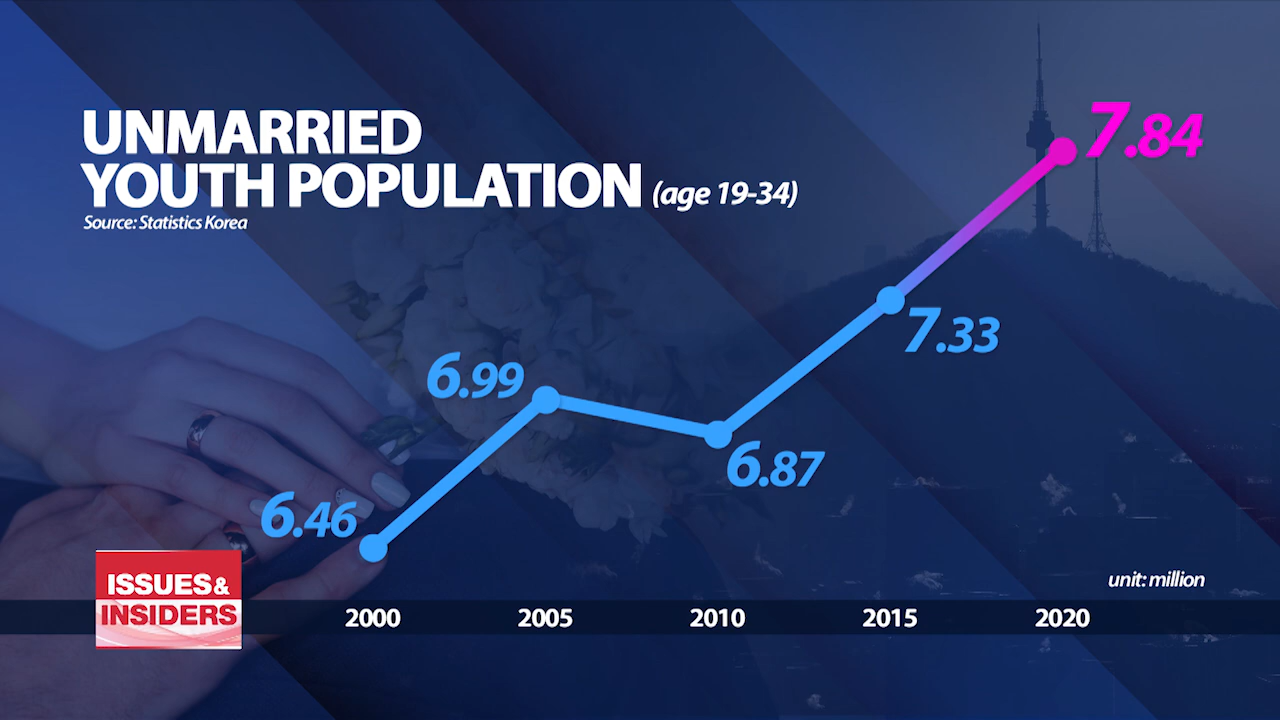 UNMARRIED
YOUTH POPULATION (age 19-34)
Source: Statistics Korea
7.84
7.33
6.99
6.87
6.46
unit: million
ISSUES&
INSIDERS
2000 2005 2010 2015 2020